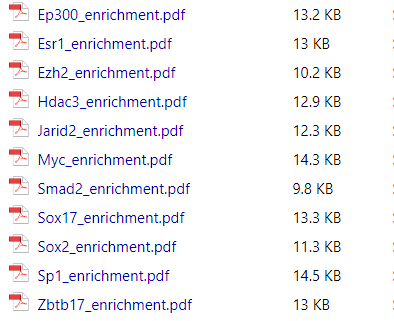 Ep300_enrichment.pdf 13.2 KB
Esr1_enrichment.pdf 13 KB
Ezh2_enrichment.pdf 10.2 KB
Hdac3_enrichment.pdf 12.9 KB
Jarid2_enrichment.pdf 12.3 KB
Myc_enrichment.pdf 14.3 KB
Smad2_enrichment.pdf 9.8 KB
Sox17_enrichment.pdf 13.3 KB
Sox2_enrichment.pdf 11.3 KB
Sp1_enrichment.pdf 14.5 KB
Zbtb17_enrichment.pdf 13 KB